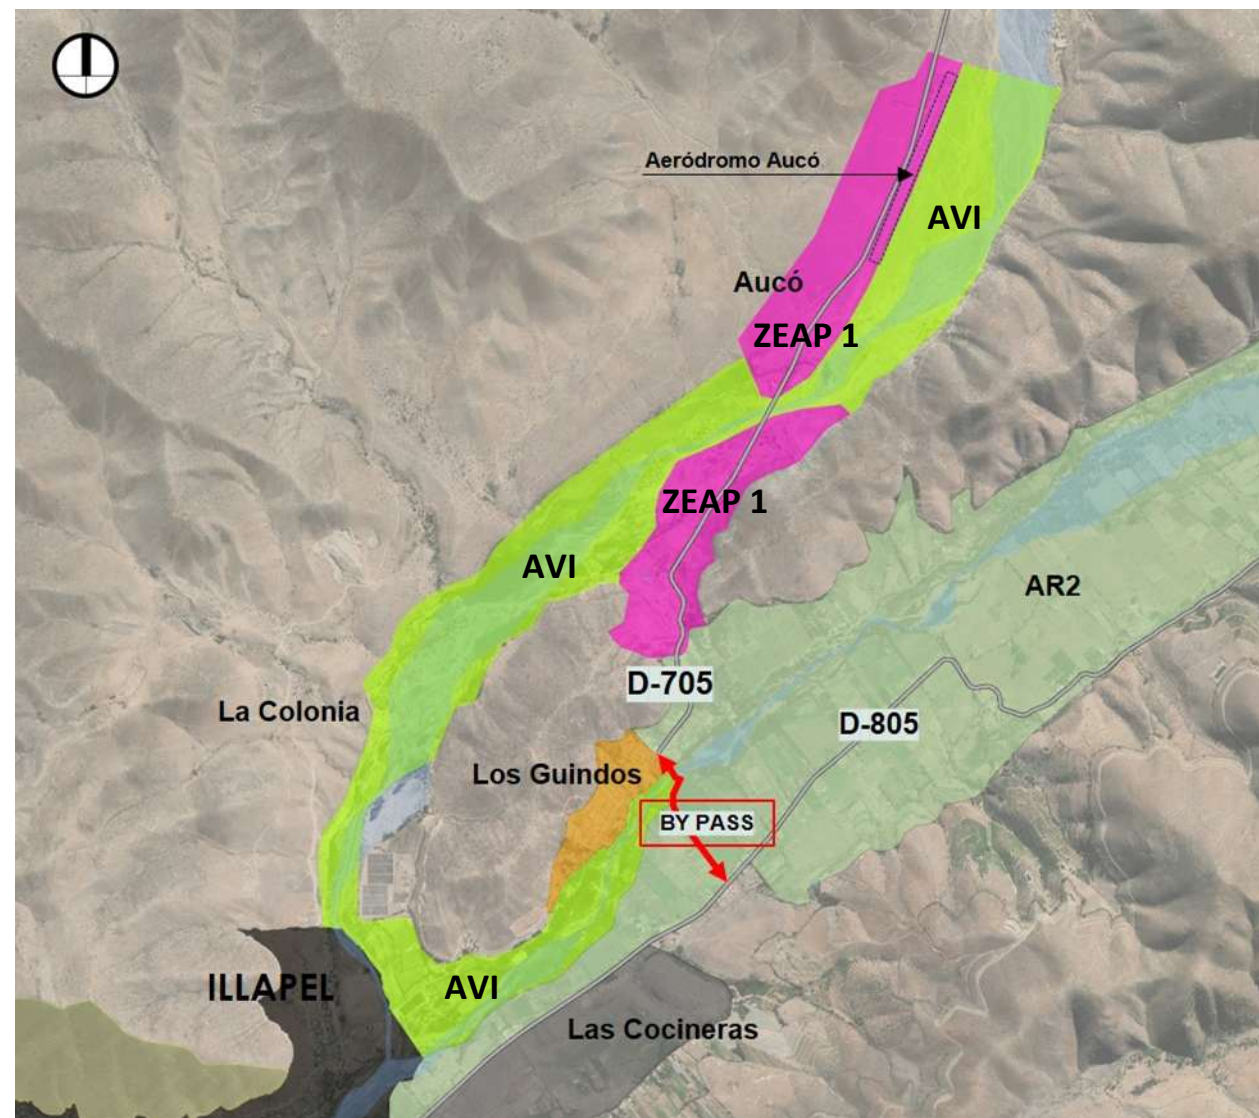 Aeródromo Aucó
AVI
Aucó
ZEAP 1
ZEAP 1
AVI
AR2
D-705
La Colonia
D-805
Los Guindos
BY PASS
ILLAPEL
AVI
Las Cocineras